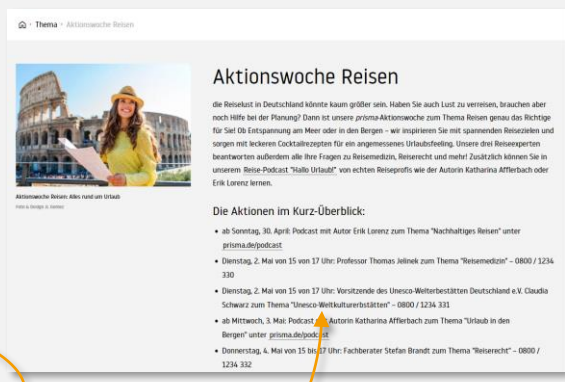 Thema · Aktionswoche Reisen
Aktionswoche Reisen
die Reiselust in Deutschland könnte kaum größer sein. Haben Sie auch Lust zu verreisen, brauchen aber
noch Hilfe bei der Planung? Dann ist unsere prisma-Aktionswoche zum Thema Reisen genau das Richtige
für Sie! Ob Entspannung am Meer oder in den Bergen – wir inspirieren Sie mit spannenden Reisezielen und
sorgen mit leckeren Cocktailrezepten für ein angemessenes Urlaubsfeeling. Unsere drei Reiseexperten
beantworten außerdem alle Ihre Fragen zu Reisemedizin, Reiserecht und mehr! Zusätzlich können Sie in
unserem Reise-Podcast "Hallo Urlaub!" von echten Reiseprofis wie der Autorin Katharina Afflerbach oder
Erik Lorenz lernen.
Aktionswoche Reisen: Alles rund um Urlaub
Die Aktionen im Kurz-Überblick:
• ab Sonntag, 30. April: Podcast mit Autor Erik Lorenz zum Thema "Nachhaltiges Reisen" unter
prisma.de/podcast
• Dienstag, 2. Mai von 15 von 17 Uhr: Professor Thomas Jelinek zum Thema "Reisemedizin" – 0800 / 1234
330
• Dienstag, 2. Mai von 15 von 17 Uhr: Vorsitzende des Unesco-Welterbestätten Deutschland e.V. Claudia
Schwarz zum Thema "Unesco-Weltkulturerbstätten" – 0800 / 1234 331
• ab Mittwoch, 3. Mai: Podcast mit Autorin Katharina Afflerbach zum Thema "Urlaub in den
Bergen" unter prisma.de/podcast
• Donnerstag, 4. Mai von 15 bis 17 Uhr: Fachberater Stefan Brandt zum Thema "Reiserecht" – 0800 /
1234 332